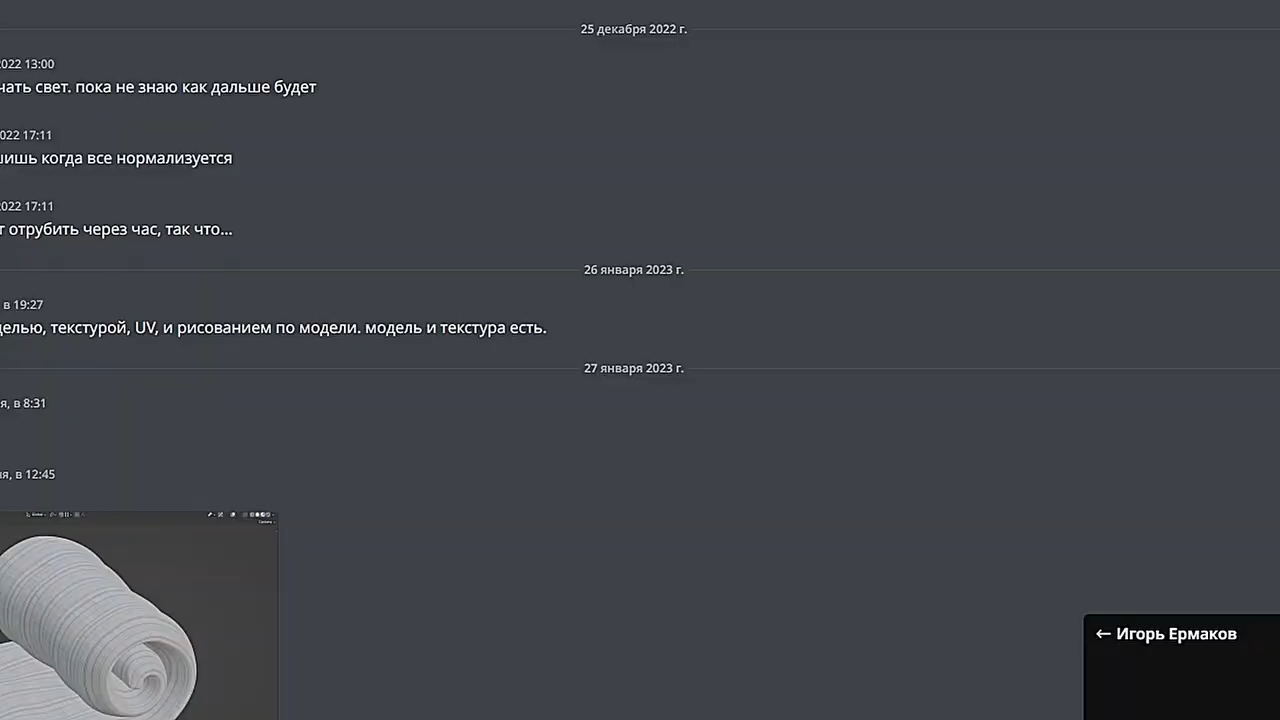 25 декабря 2022 г.
2022 13:00
чать свет. пока не знаю как дальше будет
2022 17:11
шишь когда все нормализуется
2022 17:11
т отрубить через час, так что...
26 января 2023 г.
в 19:27
делью, текстурой, UV, и рисованием по модели. модель и текстура есть.
27 января 2023 г.
я, в 8:31
ня, в 12:45
← Игорь Ермаков